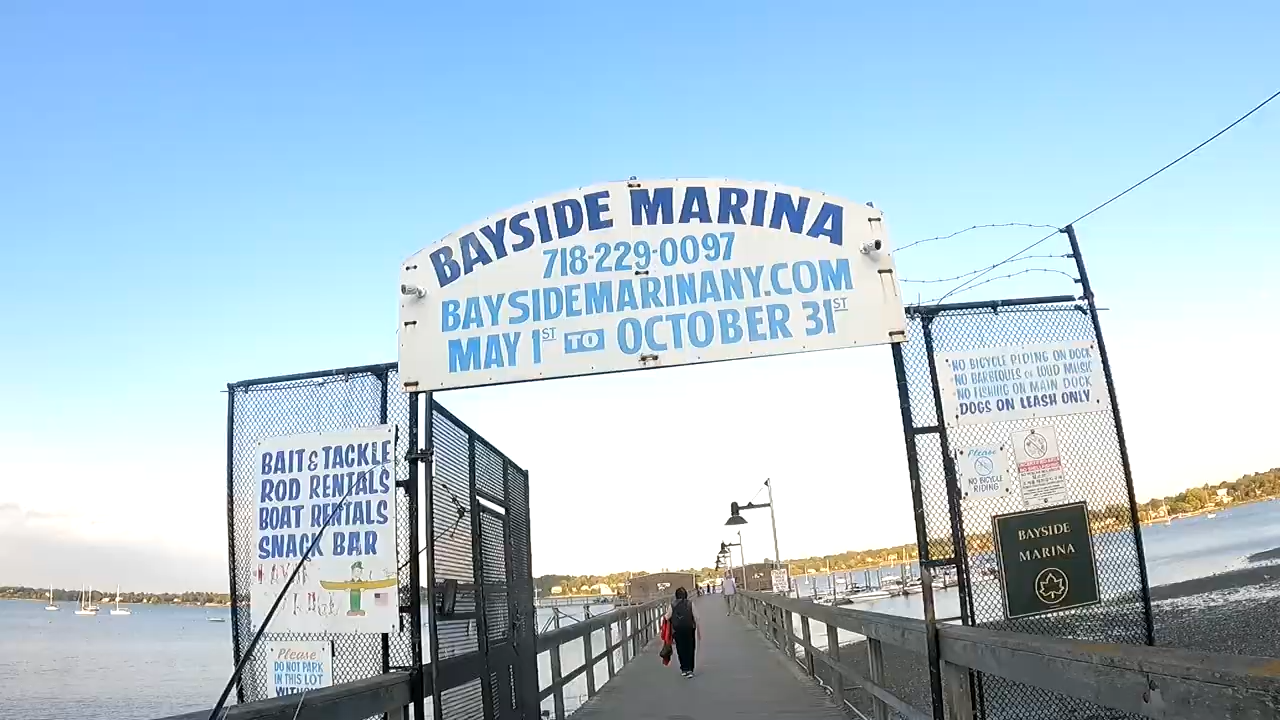 BAYSIDE MARINA
718-229-0097
BAYSIDEMARINANY.COM
MAY 1ST TO OCTOBER 31ST
BAIT & TACKLE
ROD RENTALS
BOAT RENTALS
SNACK BAR
Please
DO NOT PARK
IN THIS LOT
WITHOUT
NO BICYCLE RIDING ON DOCK
NO BARBEQUES or LOUD MUSIC
NO FISHING ON MAIN DOCK
DOGS ON LEASH ONLY
Please
NO BICYCLE
RIDING
BAYSIDE
MARINA